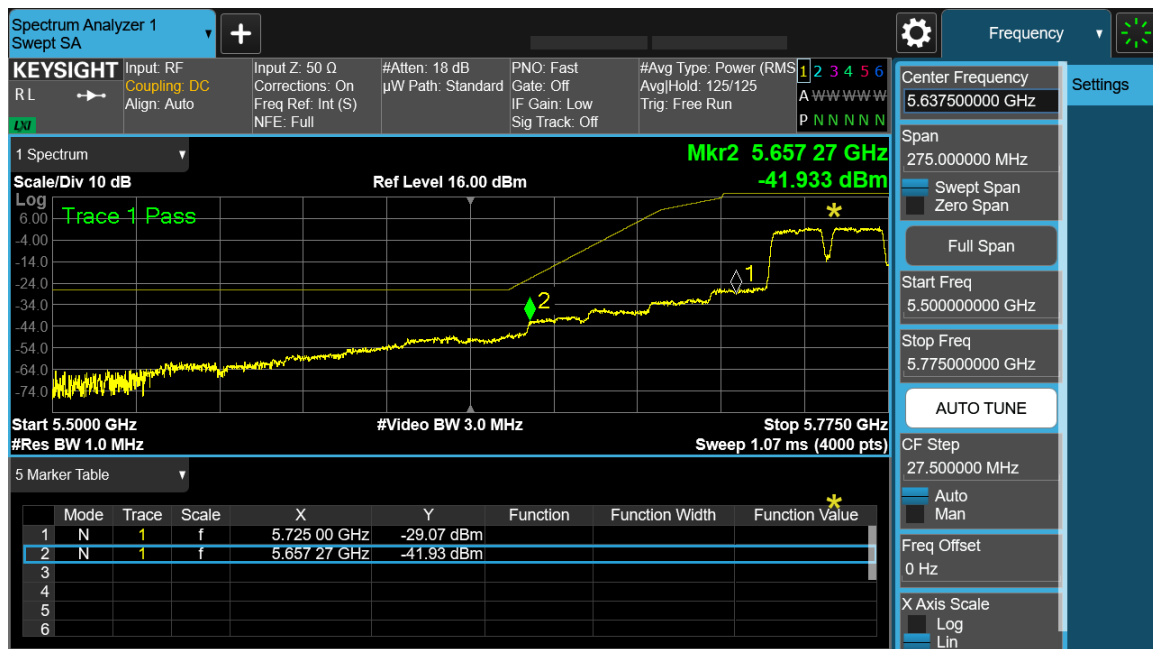 Spectrum Analyzer 1
Swept SA
+
Frequency
KEYSIGHT
RL
LXI
Input: RF
Coupling: DC
Align: Auto
Input Z: 50 Ω
Corrections: On
Freq Ref: Int (S)
NFE: Full
#Atten: 18 dB
µW Path: Standard
PNO: Fast
Gate: Off
IF Gain: Low
Sig Track: Off
#Avg Type: Power (RMS
Avg|Hold: 125/125
Trig: Free Run
1 2 3 4 5 6
A W W W W W
P N N N N N
1 Spectrum
Mkr2 5.657 27 GHz
Scale/Div 10 dB
Ref Level 16.00 dBm
-41.933 dBm
Log
Trace 1 Pass
6.00
-4.00
-14.0
-24.0
-34.0
-44.0
-54.0
-64.0
-74.0
2
1
*
Start 5.5000 GHz
#Video BW 3.0 MHz
Stop 5.7750 GHz
#Res BW 1.0 MHz
Sweep 1.07 ms (4000 pts)
5 Marker Table
*
Mode Trace Scale X Y Function Function Width Function Value
1 N 1 f 5.725 00 GHz -29.07 dBm
2 N 1 f 5.657 27 GHz -41.93 dBm
3
4
5
6
Center Frequency
5.637500000 GHz
Span
275.000000 MHz
Swept Span
Zero Span
Full Span
Start Freq
5.500000000 GHz
Stop Freq
5.775000000 GHz
AUTO TUNE
CF Step
27.500000 MHz
Auto
Man
Freq Offset
0 Hz
X Axis Scale
Log
Lin
Settings